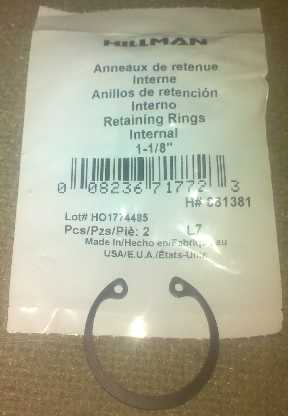 HILLMAN
Anneaux de retenue
Interne
Anillos de retención
Interno
Retaining Rings
Internal
1-1/8"
0 08236 71772 3
H# 881381
Lot# HO1774485
Pcs/Pzs/Piè: 2 L7
Made In/Hecho en/Fabriqué au
USA/E.U.A./États-Unis